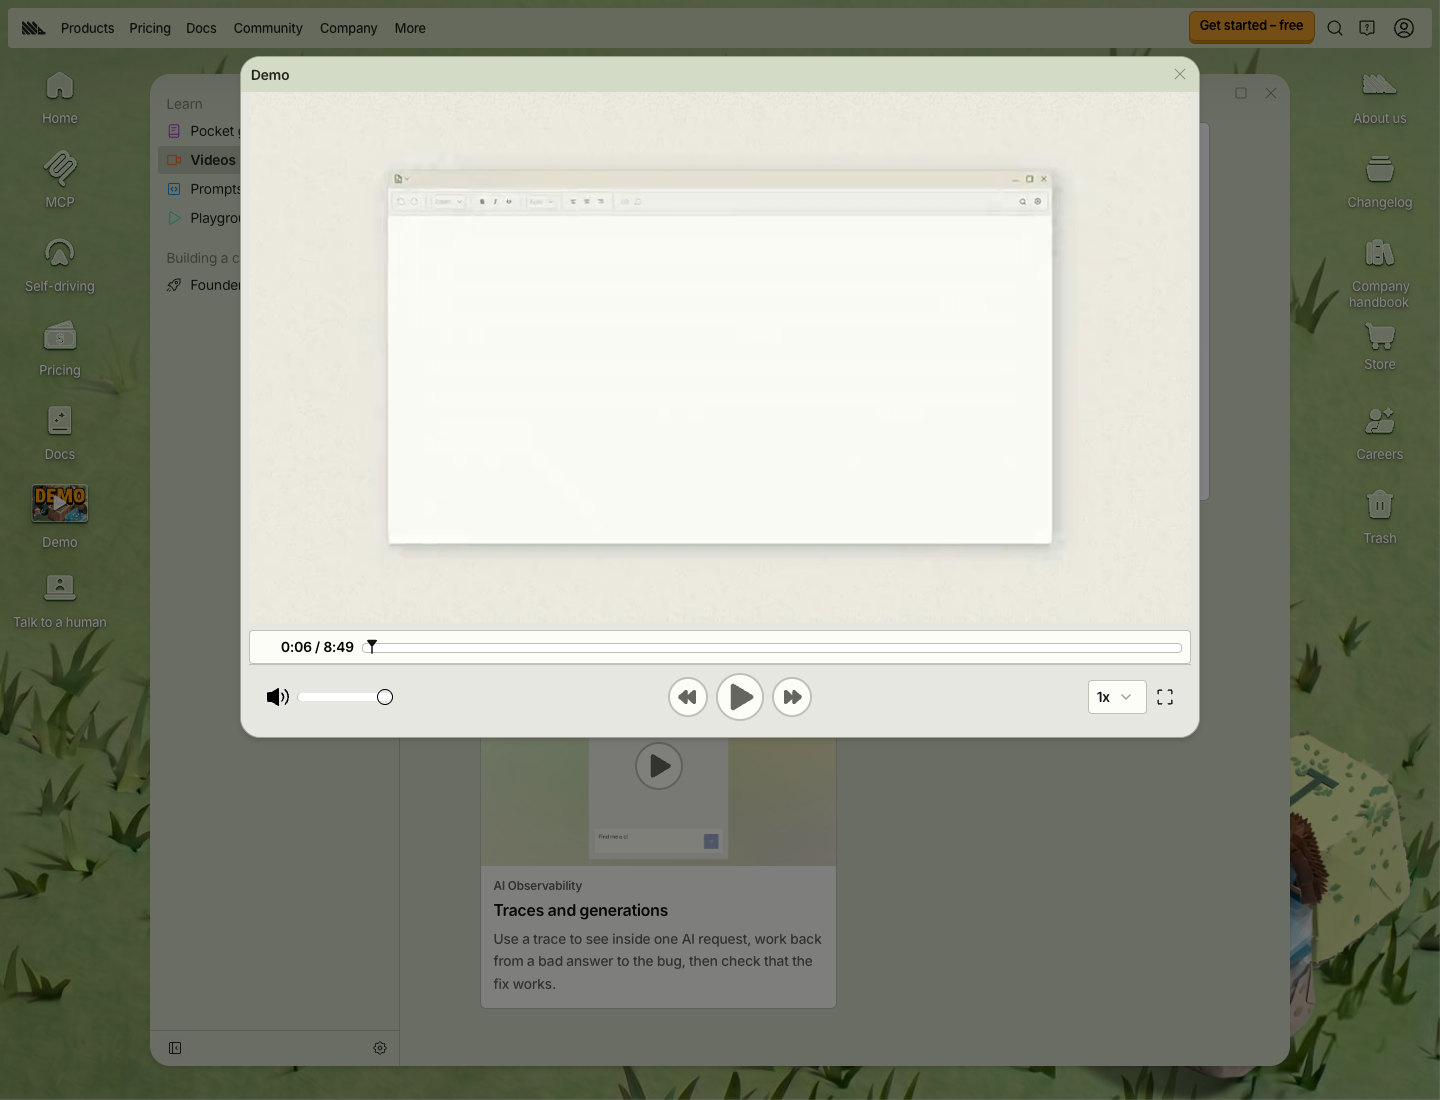 Products Pricing Docs Community Company More
Get started – free
Demo
Home
MCP
Self-driving
Pricing
Docs
DEMO
Demo
Talk to a human
Learn
Pocket
Videos
Prompts
Building a
0:06 / 8:49
1x
AI Observability
Traces and generations
Use a trace to see inside one AI request, work back
from a bad answer to the bug, then check that the
fix works.
About us
Changelog
Company
handbook
Store
Careers
Trash